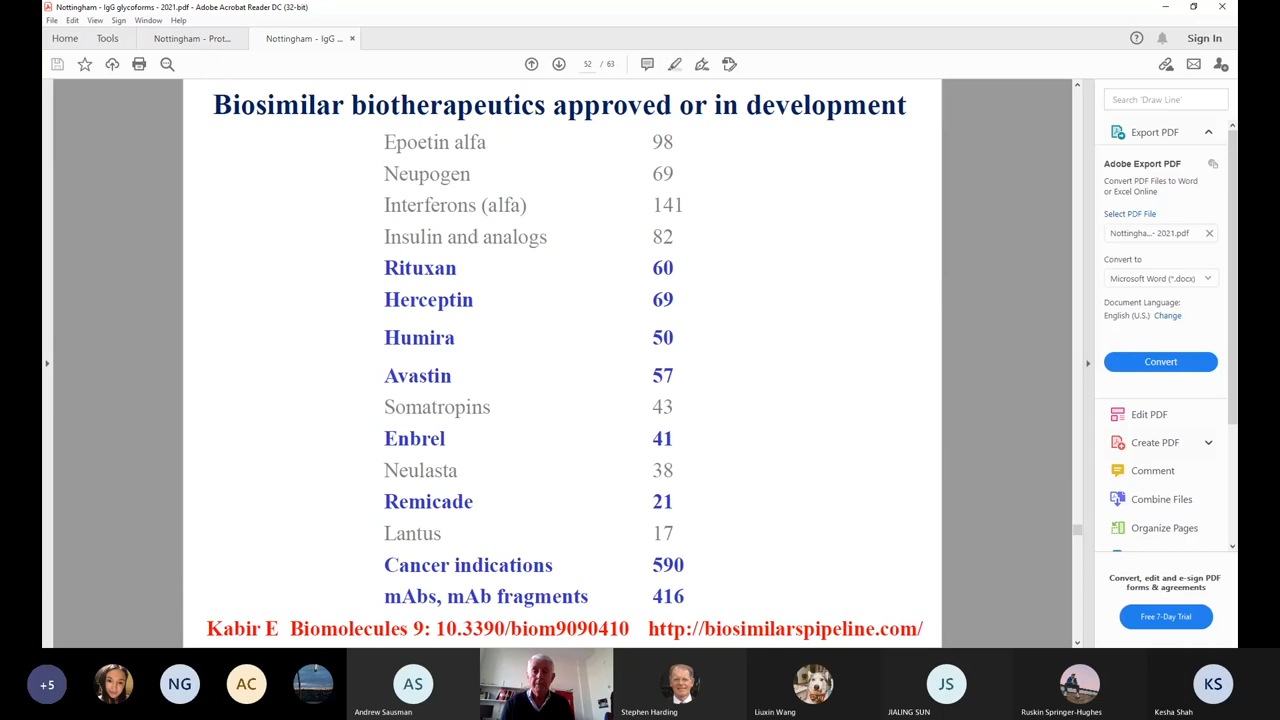 Nottingham - IgG glycoforms - 2021.pdf - Adobe Acrobat Reader DC (32-bit)
File Edit View Sign Window Help
Home Tools Nottingham - Prot... Nottingham - IgG ... × Sign In
52 / 63
Biosimilar biotherapeutics approved or in development
Epoetin alfa 98
Neupogen 69
Interferons (alfa) 141
Insulin and analogs 82
Rituxan 60
Herceptin 69
Humira 50
Avastin 57
Somatropins 43
Enbrel 41
Neulasta 38
Remicade 21
Lantus 17
Cancer indications 590
mAbs, mAb fragments 416
Kabir E Biomolecules 9: 10.3390/biom9090410 http://biosimilarspipeline.com/
Search 'Draw Line'
Export PDF
Adobe Export PDF
Convert PDF Files to Word
or Excel Online
Select PDF File
Nottingha...- 2021.pdf
Convert to
Microsoft Word (*.docx)
Document Language:
English (U.S.) Change
Convert
Edit PDF
Create PDF
Comment
Combine Files
Organize Pages
Convert, edit and e-sign PDF
forms & agreements
Free 7-Day Trial
+5 NG AC AS JS KS
Andrew Sausman Stephen Harding Liuxin Wang JIALING SUN Ruskin Springer-Hughes Kesha Shah